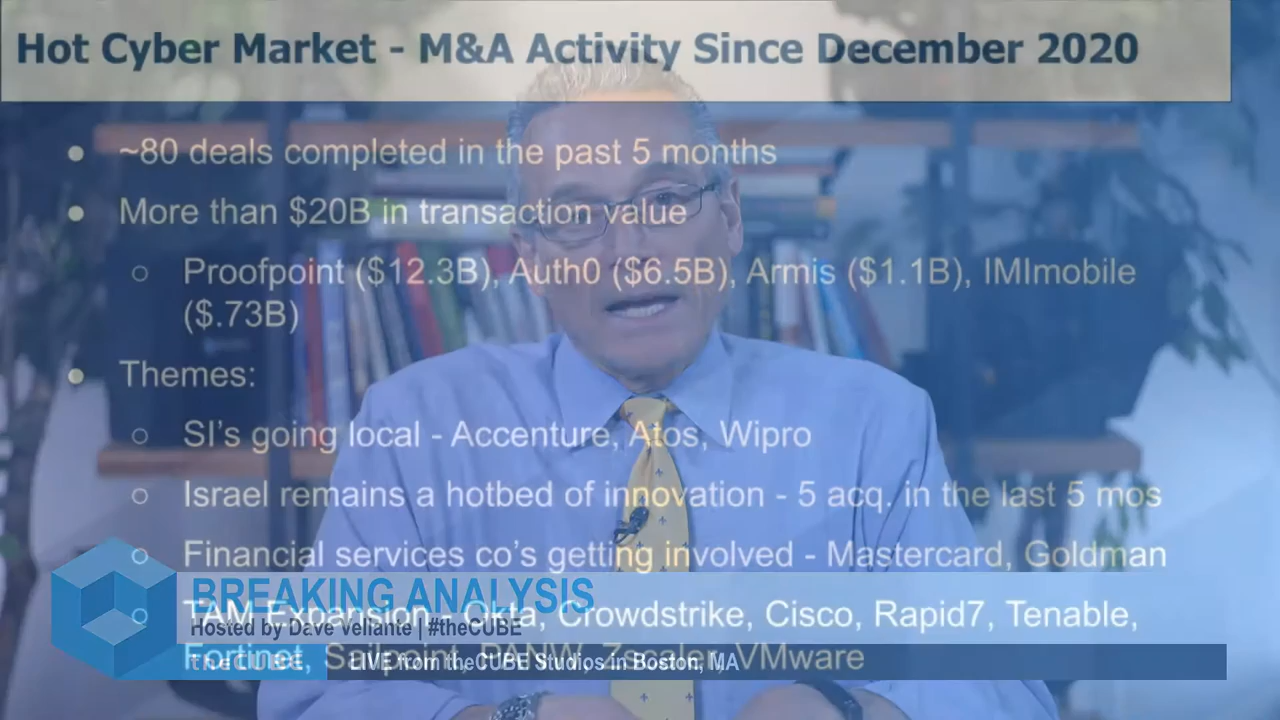 Hot Cyber Market - M&A Activity Since December 2020
● ~80 deals completed in the past 5 months
● More than $20B in transaction value
○ Proofpoint ($12.3B), Auth0 ($6.5B), Armis ($1.1B), IMImobile
($.73B)
● Themes:
○ SI's going local - Accenture, Atos, Wipro
○ Israel remains a hotbed of innovation - 5 acq. in the last 5 mos
○ Financial services co's getting involved - Mastercard, Goldman
○ TAM Expansion - Okta, Crowdstrike, Cisco, Rapid7, Tenable,
Fortinet, Sailpoint, PANW, Zscaler, VMware
BREAKING ANALYSIS
Hosted by Dave Vellante | #theCUBE
theCUBE LIVE from theCUBE Studios in Boston, MA